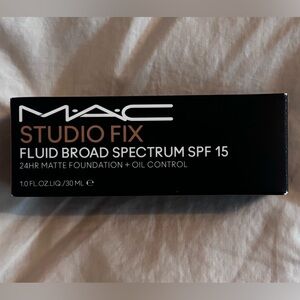 MAC
STUDIO FIX
FLUID BROAD SPECTRUM SPF 15
24HR MATTE FOUNDATION + OIL CONTROL
1.0 FL.OZ.LIQ./30 ML ℮